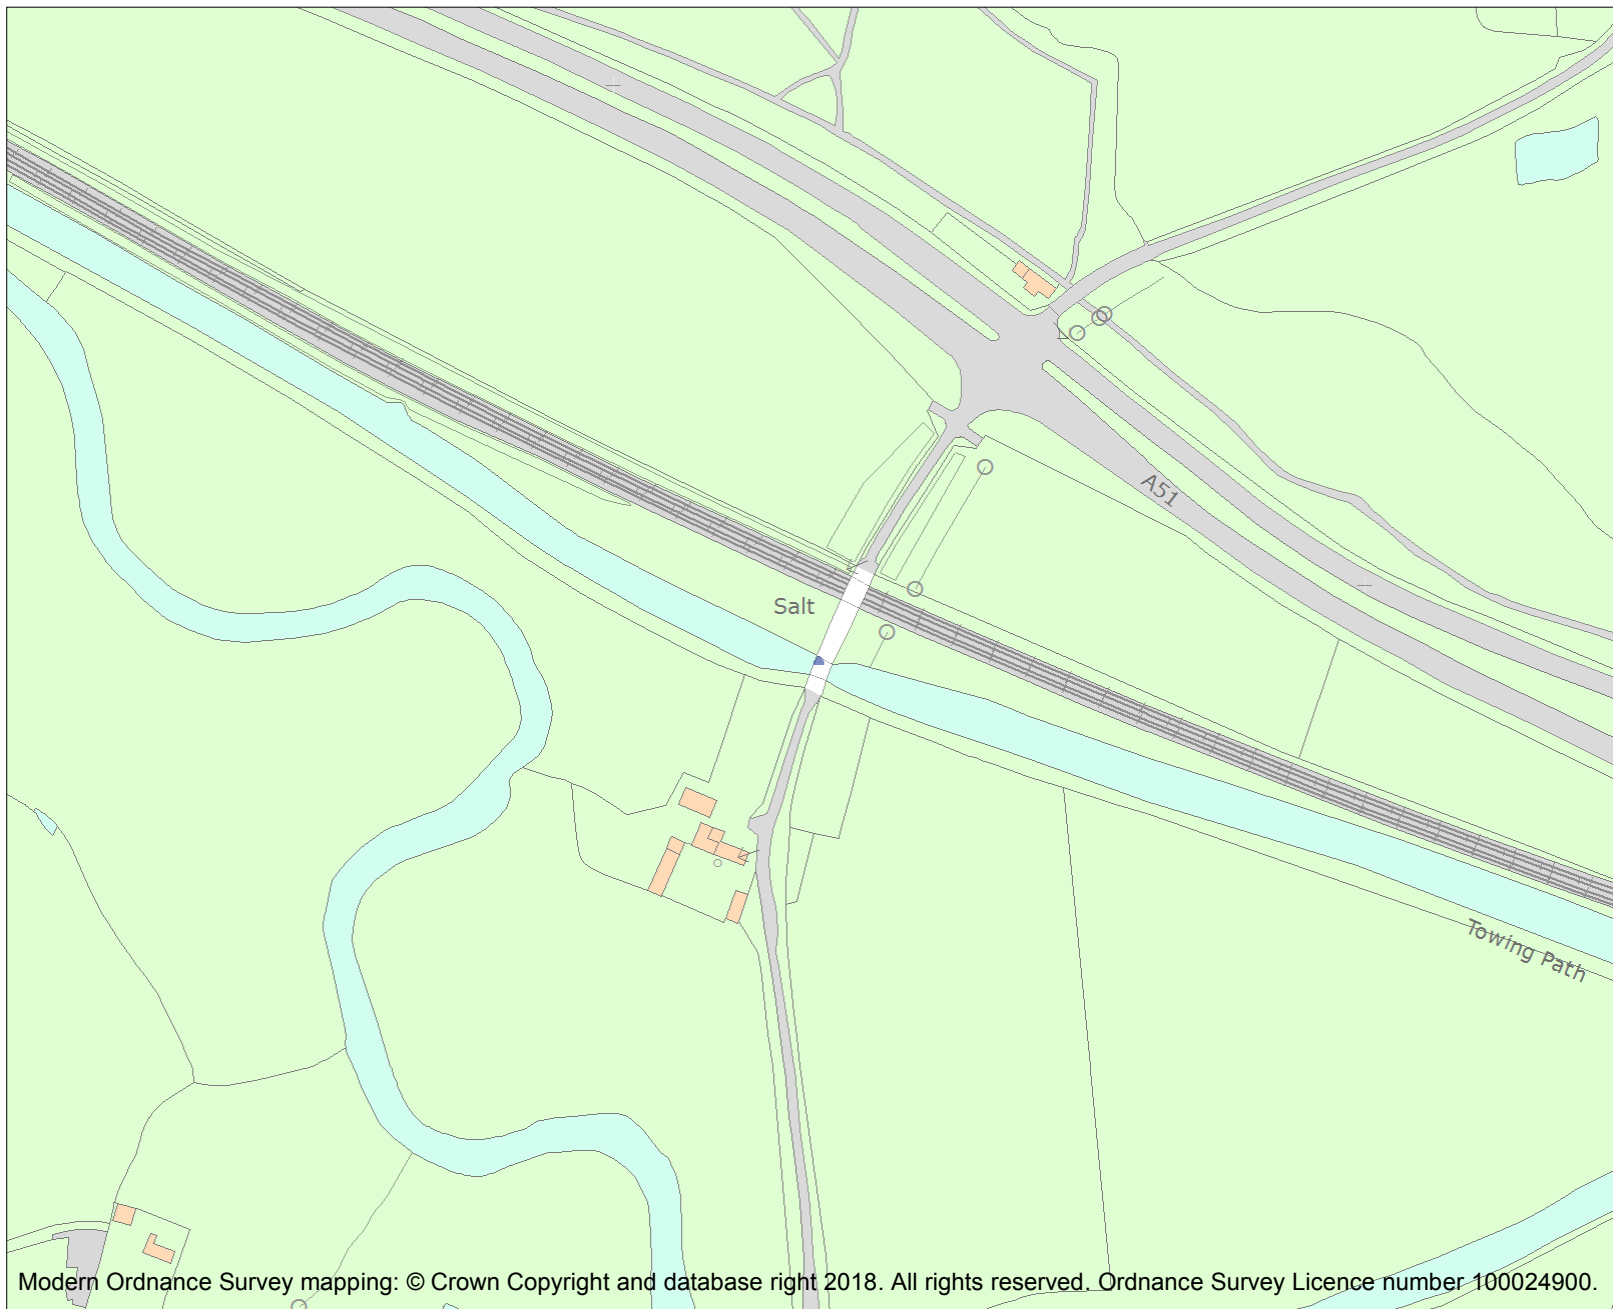 A51
Salt
Towing Path
Modern Ordnance Survey mapping: © Crown Copyright and database right 2018. All rights reserved. Ordnance Survey Licence number 100024900.